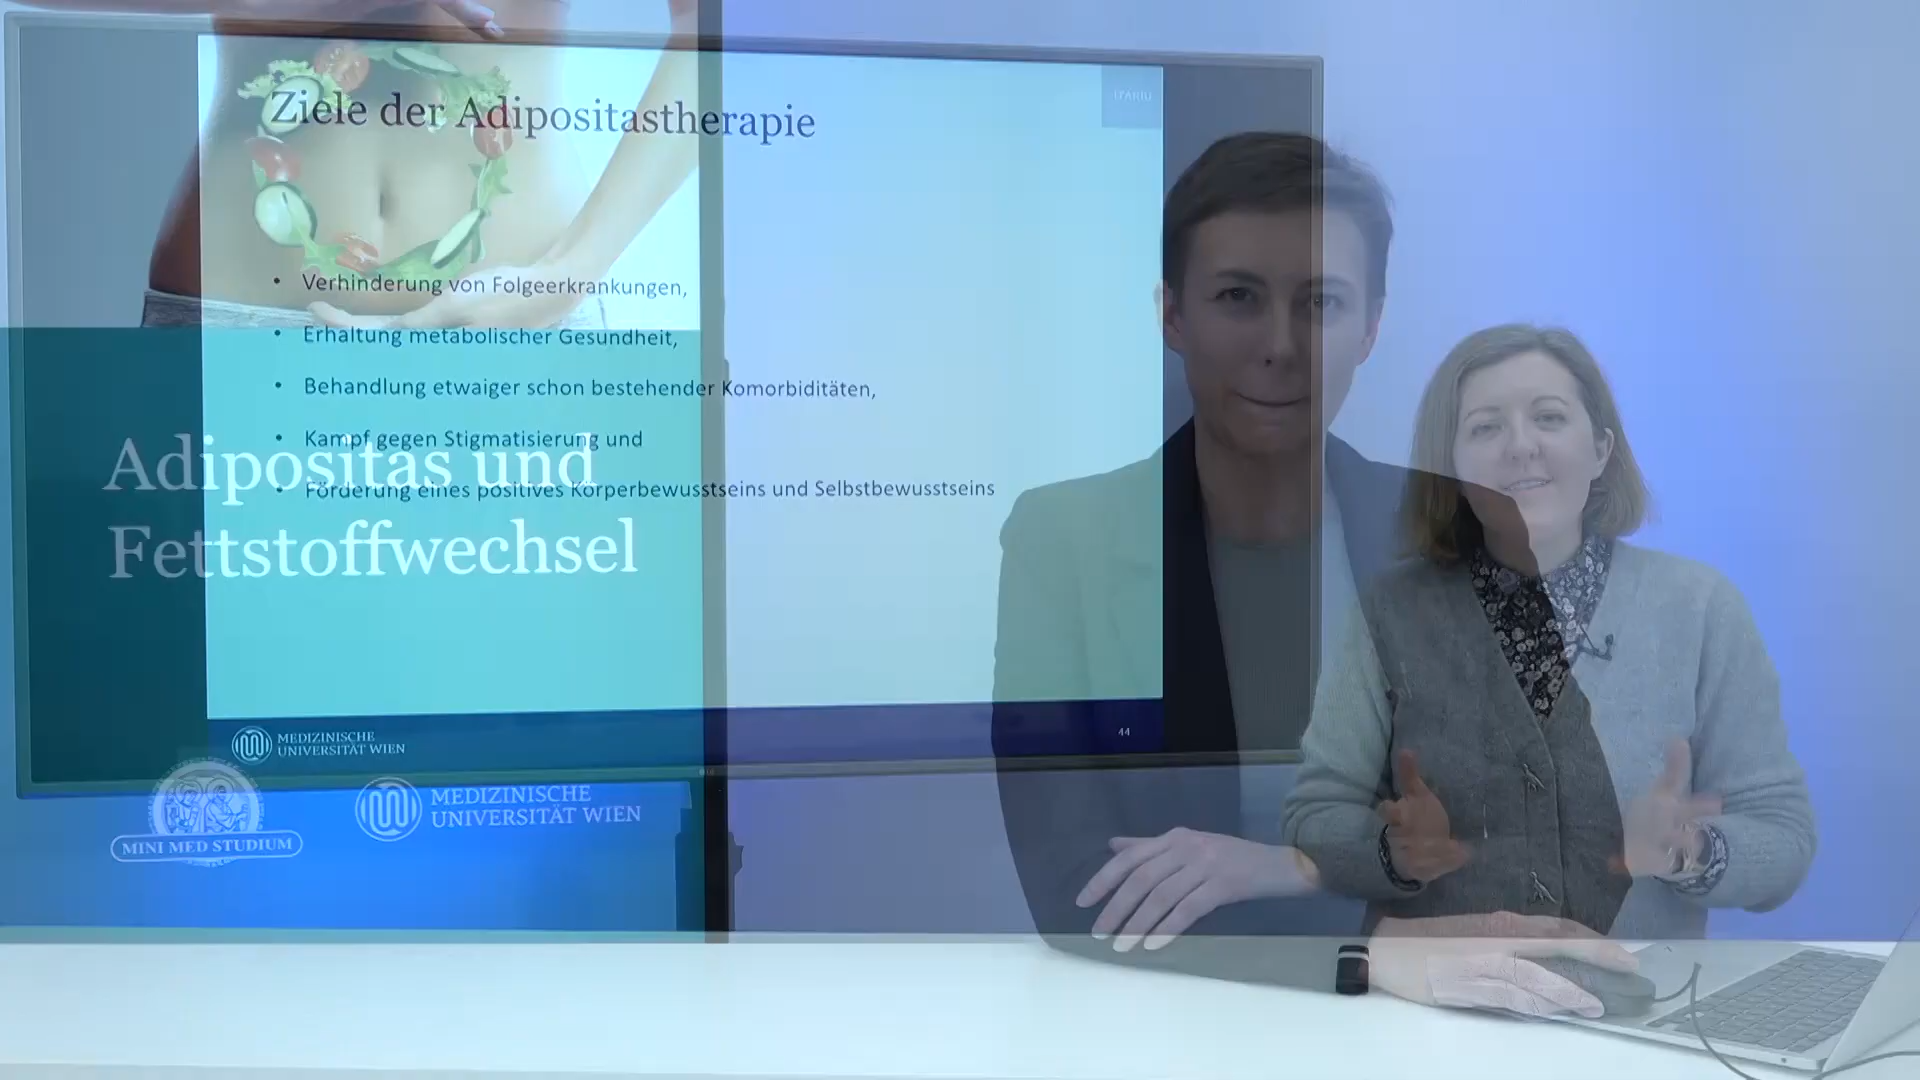 Ziele der Adipositastherapie
• Verhinderung von Folgeerkrankungen,
• Erhaltung metabolischer Gesundheit,
• Behandlung etwaiger schon bestehender Komorbiditäten,
• Kampf gegen Stigmatisierung und
• Förderung eines positives Körperbewusstseins und Selbstbewusstseins
Adipositas und
Fettstoffwechsel
44
MEDIZINISCHE
UNIVERSITÄT WIEN
MINI MED STUDIUM
MEDIZINISCHE
UNIVERSITÄT WIEN